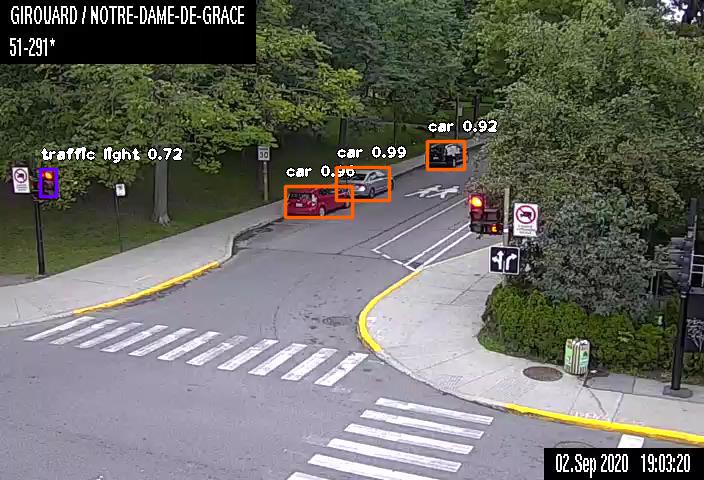 GIROUARD / NOTRE-DAME-DE-GRACE
51-291*
traffic light 0.72
car 0.96
car 0.99
car 0.92
30
02.Sep 2020 19:03:20